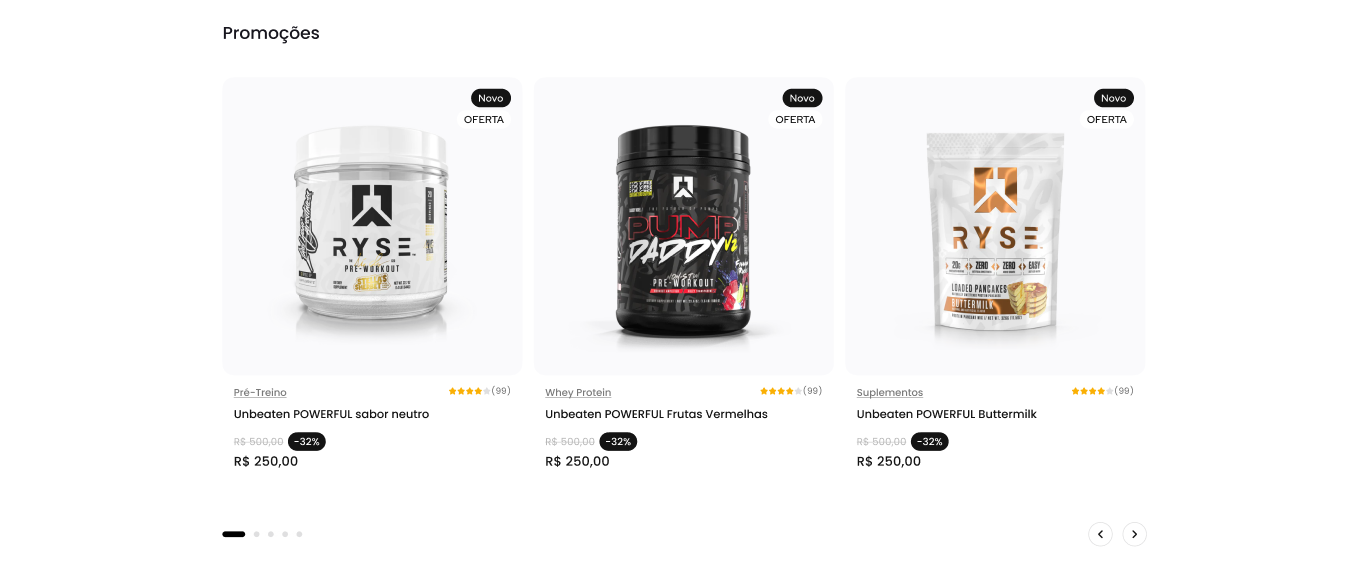 Promoções
Novo
OFERTA
RYSE
PRE-WORKOUT
Pré-Treino
(99)
Unbeaten POWERFUL sabor neutro
R$ 500,00 -32%
R$ 250,00
Novo
OFERTA
PUMP
DADDY V2
PRE-WORKOUT
Whey Protein
(99)
Unbeaten POWERFUL Frutas Vermelhas
R$ 500,00 -32%
R$ 250,00
Novo
OFERTA
RYSE
20g ZERO ZERO EASY
LOADED PANCAKES
BUTTERMILK
Suplementos
(99)
Unbeaten POWERFUL Buttermilk
R$ 500,00 -32%
R$ 250,00